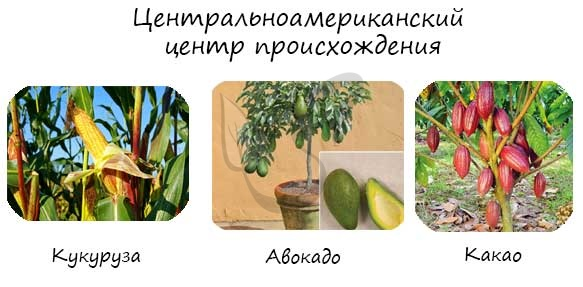 Центральноамериканский
центр происхождения
Кукуруза
Авокадо
Какао